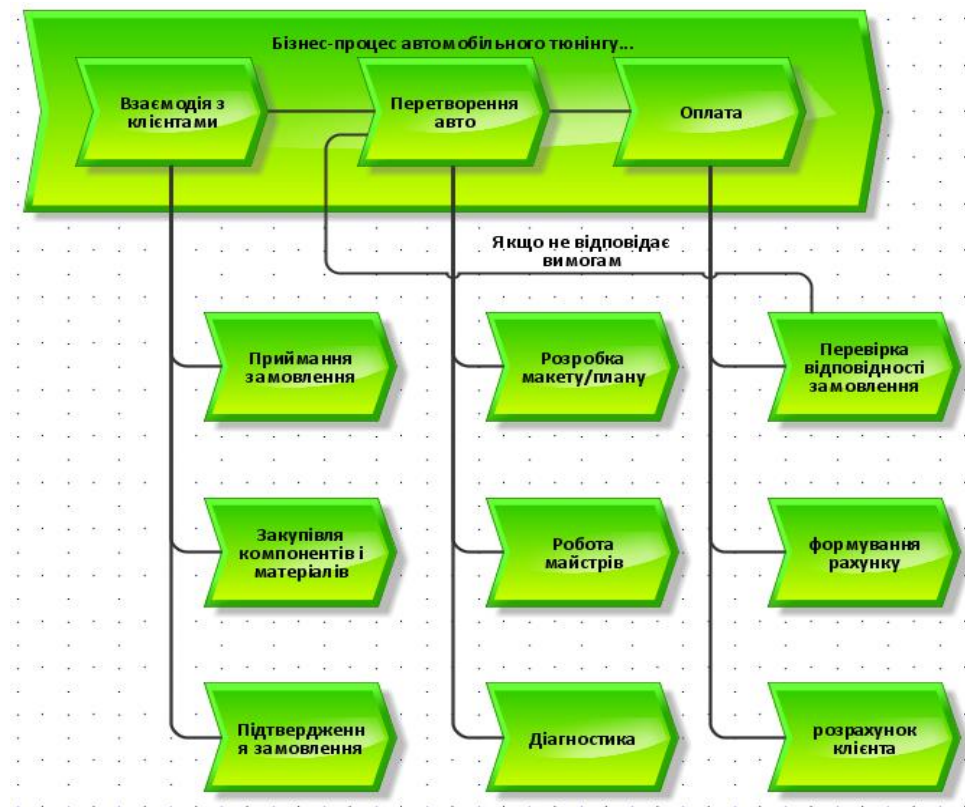 Бізнес-процес автомобільного тюнінгу...
Взаємодія з
клієнтами
Перетворення
авто
Оплата
Якщо не відповідає
вимогам
Приймання
замовлення
Розробка
макету/плану
Перевірка
відповідності
замовлення
Закупівля
компонентів і
матеріалів
Робота
майстрів
формування
рахунку
Підтвердженн
я замовлення
Діагностика
розрахунок
клієнта